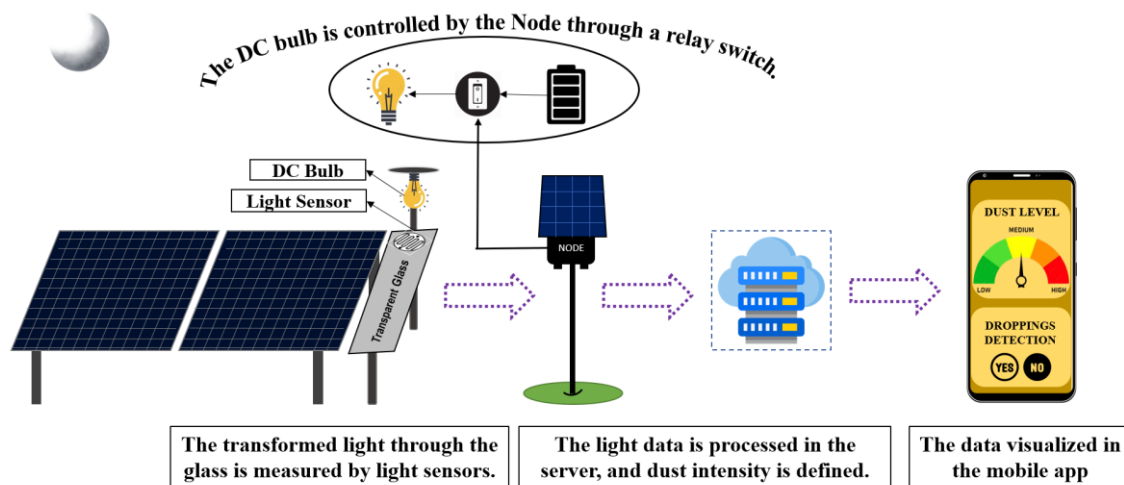 The DC bulb is controlled by the Node through a relay switch.
DC Bulb
Light Sensor
Transparent Glass
NODE
DUST LEVEL
MEDIUM
LOW
HIGH
DROPPINGS
DETECTION
YES
NO
The transformed light through the
glass is measured by light sensors.
The light data is processed in the
server, and dust intensity is defined.
The data visualized in
the mobile app